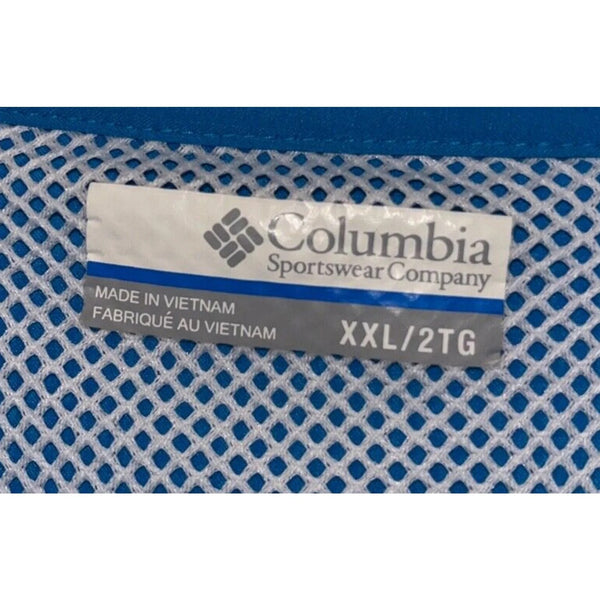 Columbia
Sportswear Company
MADE IN VIETNAM
FABRIQUÉ AU VIETNAM
XXL/2TG